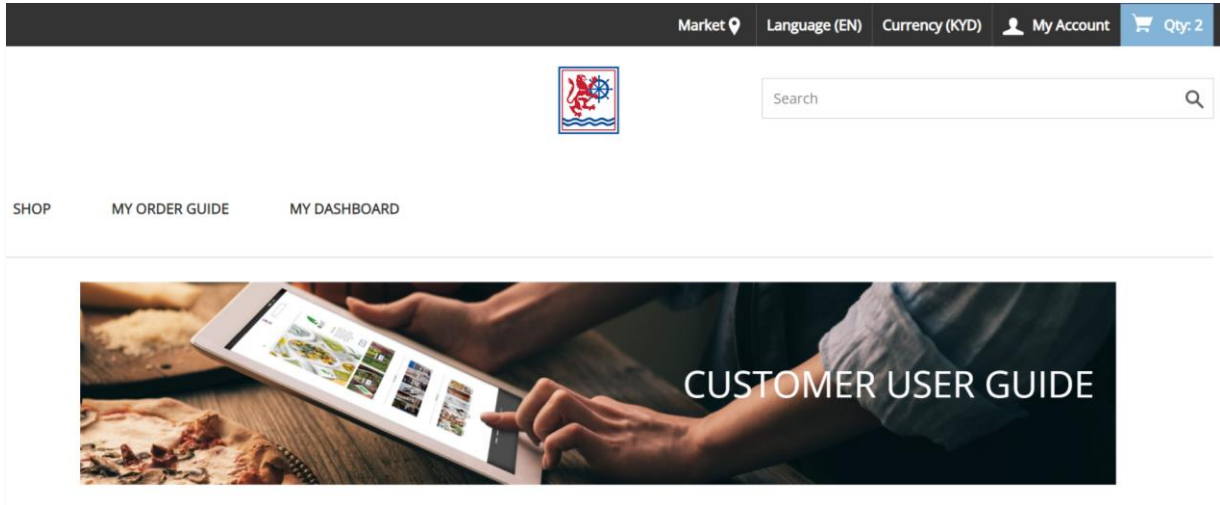 Market
Language (EN)
Currency (KYD)
My Account
Qty: 2
Search
SHOP
MY ORDER GUIDE
MY DASHBOARD
CUSTOMER USER GUIDE